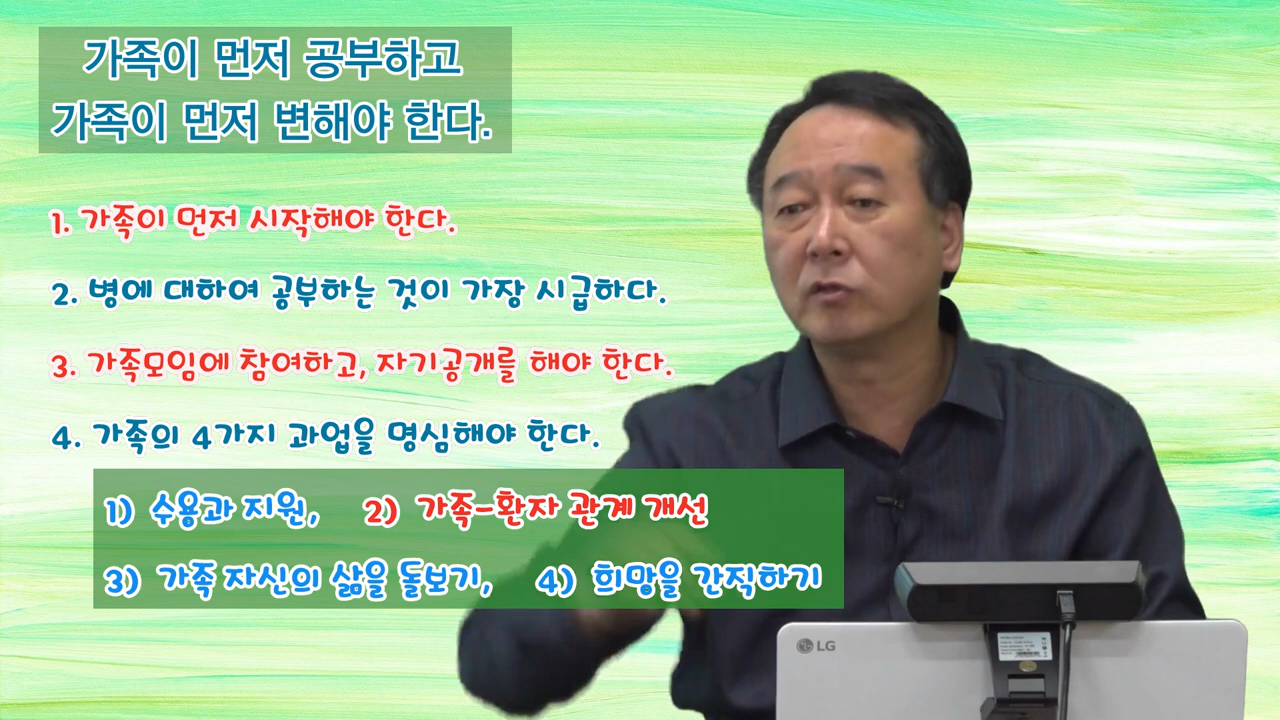 가족이 먼저 공부하고
가족이 먼저 변해야 한다.
1. 가족이 먼저 시작해야 한다.
2. 병에 대하여 공부하는 것이 가장 시급하다.
3. 가족모임에 참여하고, 자기공개를 해야 한다.
4. 가족의 4가지 과업을 명심해야 한다.
1) 수용과 지원, 2) 가족-환자 관계 개선
3) 가족 자신의 삶을 돌보기, 4) 희망을 간직하기
LG